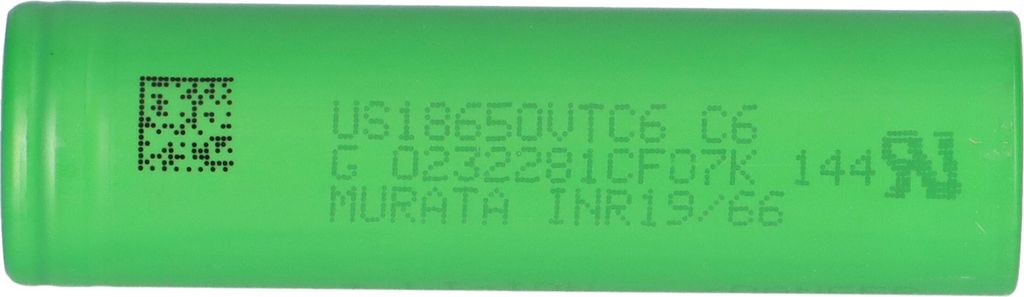 US18650VTC6 C6
G 0232281CF07K 144
MURATA INR19/66